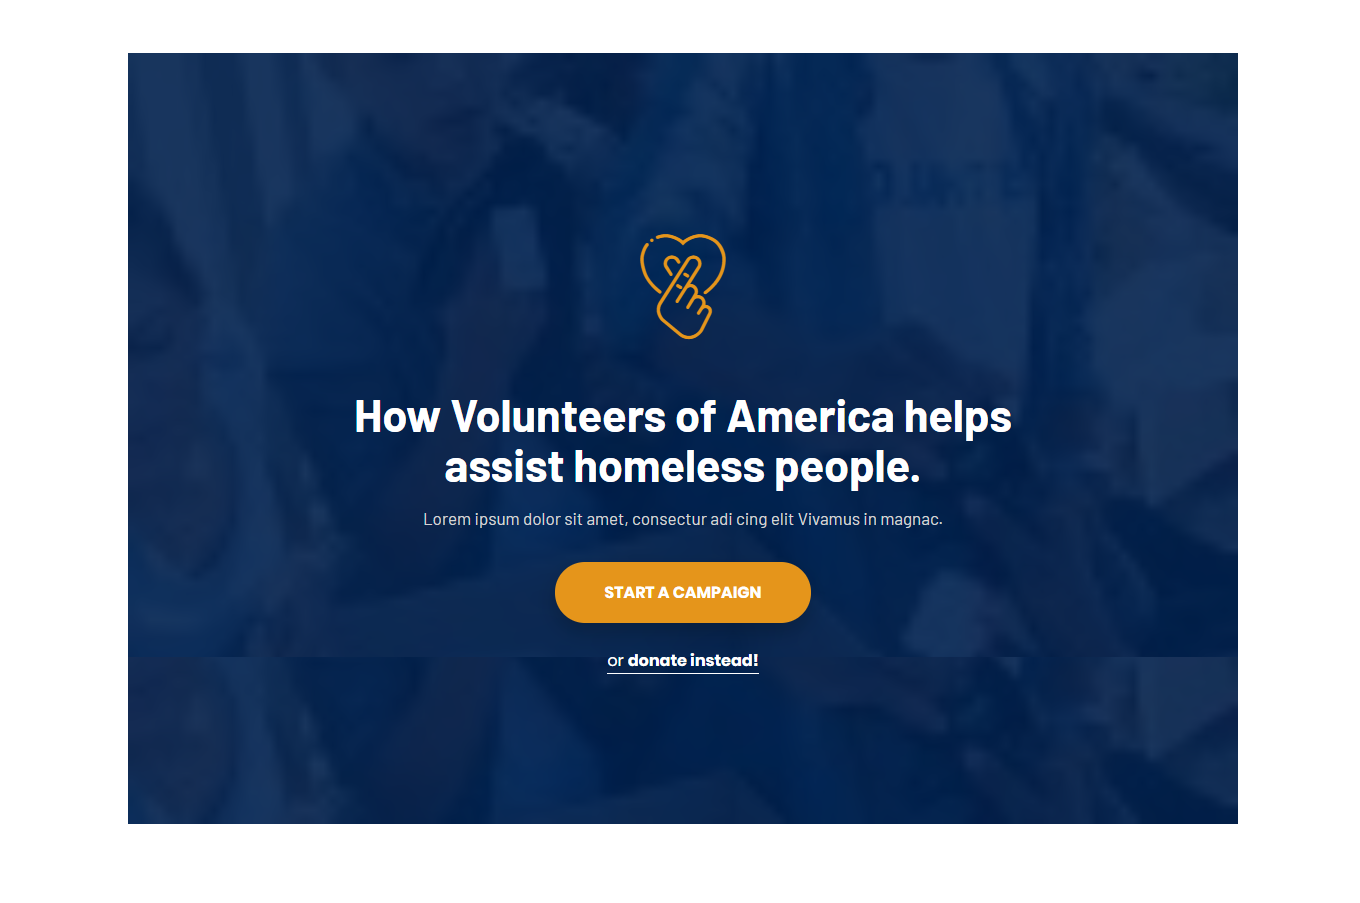 How Volunteers of America helps
assist homeless people.
Lorem ipsum dolor sit amet, consectur adi cing elit Vivamus in magnac.
START A CAMPAIGN
or donate instead!